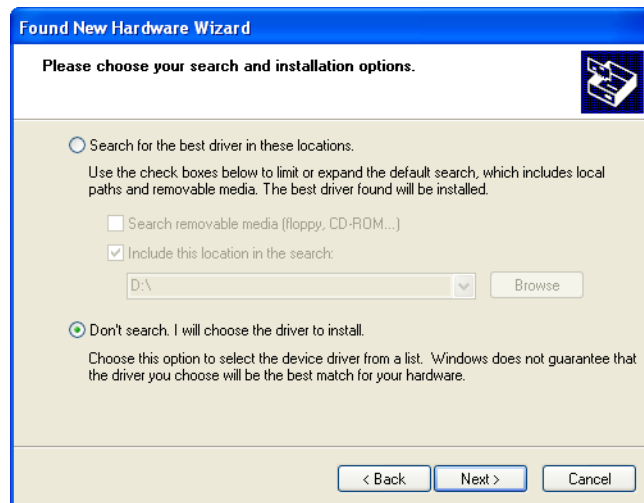 Found New Hardware Wizard
Please choose your search and installation options.
Search for the best driver in these locations.
Use the check boxes below to limit or expand the default search, which includes local
paths and removable media. The best driver found will be installed.
Search removable media (floppy, CD-ROM...)
Include this location in the search:
D:\
Browse
Don't search. I will choose the driver to install.
Choose this option to select the device driver from a list. Windows does not guarantee that
the driver you choose will be the best match for your hardware.
< Back Next > Cancel